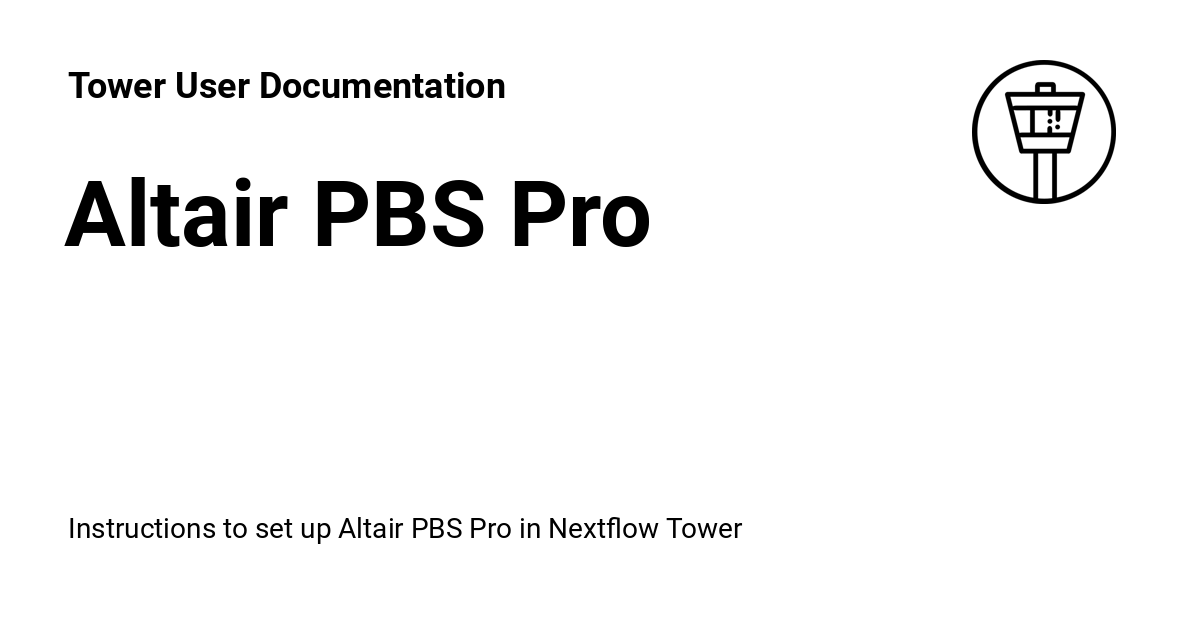 Tower User Documentation
Altair PBS Pro
Instructions to set up Altair PBS Pro in Nextflow Tower